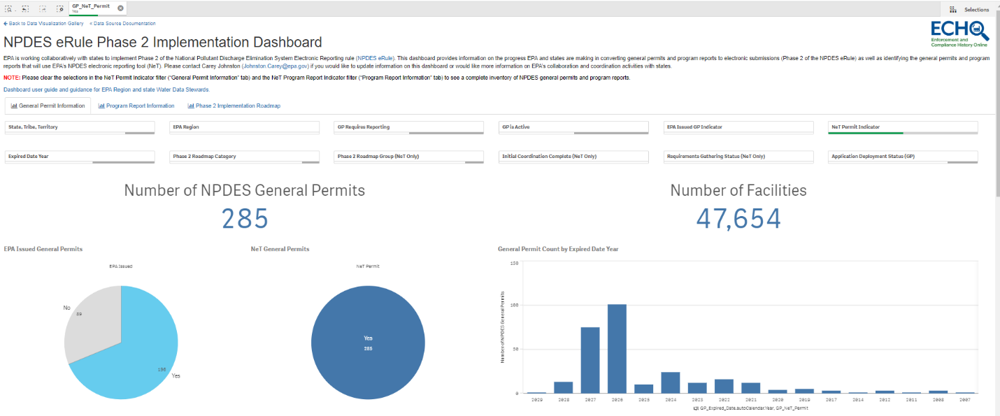 GP_NeT_Permit
Yes
Selections
Back to Data Visualization Gallery < Data Source Documentation
ECHO
Enforcement and
Compliance History Online
NPDES eRule Phase 2 Implementation Dashboard
EPA is working collaboratively with states to implement Phase 2 of the National Pollutant Discharge Elimination System Electronic Reporting rule (NPDES eRule). This dashboard provides information on the progress EPA and states are making in converting general permits and program reports to electronic submissions (Phase 2 of the NPDES eRule) as well as identifying the general permits and program
reports that will use EPA's NPDES electronic reporting tool (NeT). Please contact Carey Johnston (Johnston.Carey@epa.gov) if you would like to update information on this dashboard or would like more information on EPA's collaboration and coordination activities with states.
NOTE: Please clear the selections in the NeT Permit Indicator filter ("General Permit Information" tab) and the NeT Program Report Indicator filter ("Program Report Information" tab) to see a complete inventory of NPDES general permits and program reports.
Dashboard user guide and guidance for EPA Region and state Water Data Stewards.
General Permit Information Program Report Information Phase 2 Implementation Roadmap
State, Tribe, Territory EPA Region GP Requires Reporting GP is Active EPA Issued GP Indicator NeT Permit Indicator
Expired Date Year Phase 2 Roadmap Category Phase 2 Roadmap Group (NeT Only) Initial Coordination Complete (NeT Only) Requirements Gathering Status (NeT Only) Application Deployment Status (GP)
Number of NPDES General Permits Number of Facilities
285 47,654
EPA Issued General Permits NeT General Permits General Permit Count by Expired Date Year
EPA Issued
No
89
196
Yes
NeT Permit
Yes
285
Number of NPDES General Permits
150
100
50
0
2029 2028 2027 2026 2025 2024 2023 2022 2021 2020 2019 2017 2014 2012 2011 2008 2007
GP_Expired_Date.autoCalendar.Year, GP_NeT_Permit